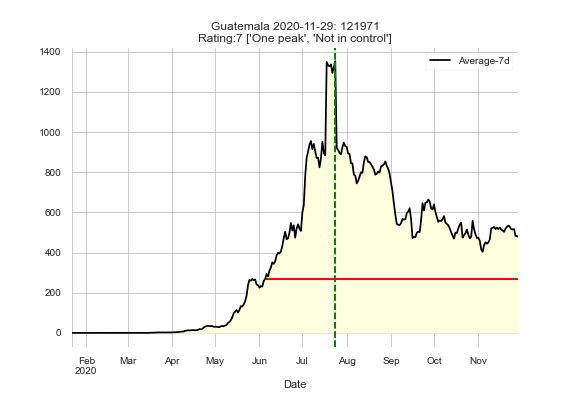 Guatemala 2020-11-29: 121971
Rating:7 ['One peak', 'Not in control']
1400
1200
1000
800
600
400
200
0
Average-7d
Feb Mar Apr May Jun Jul Aug Sep Oct Nov
2020
Date